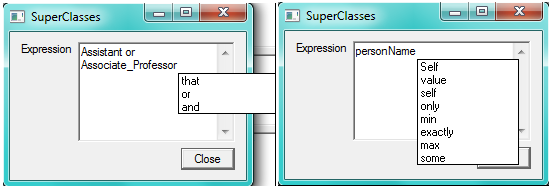 SuperClasses
Expression
Assistant or
Associate_Professor
that
or
and
Close
SuperClasses
Expression
personName
Self
value
self
only
min
exactly
max
some